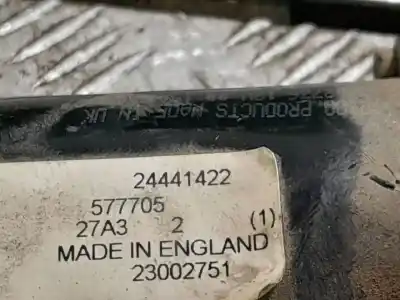 PRODUCTS MADE IN UK
24441422
577705
27A3 2 (1)
MADE IN ENGLAND
23002751